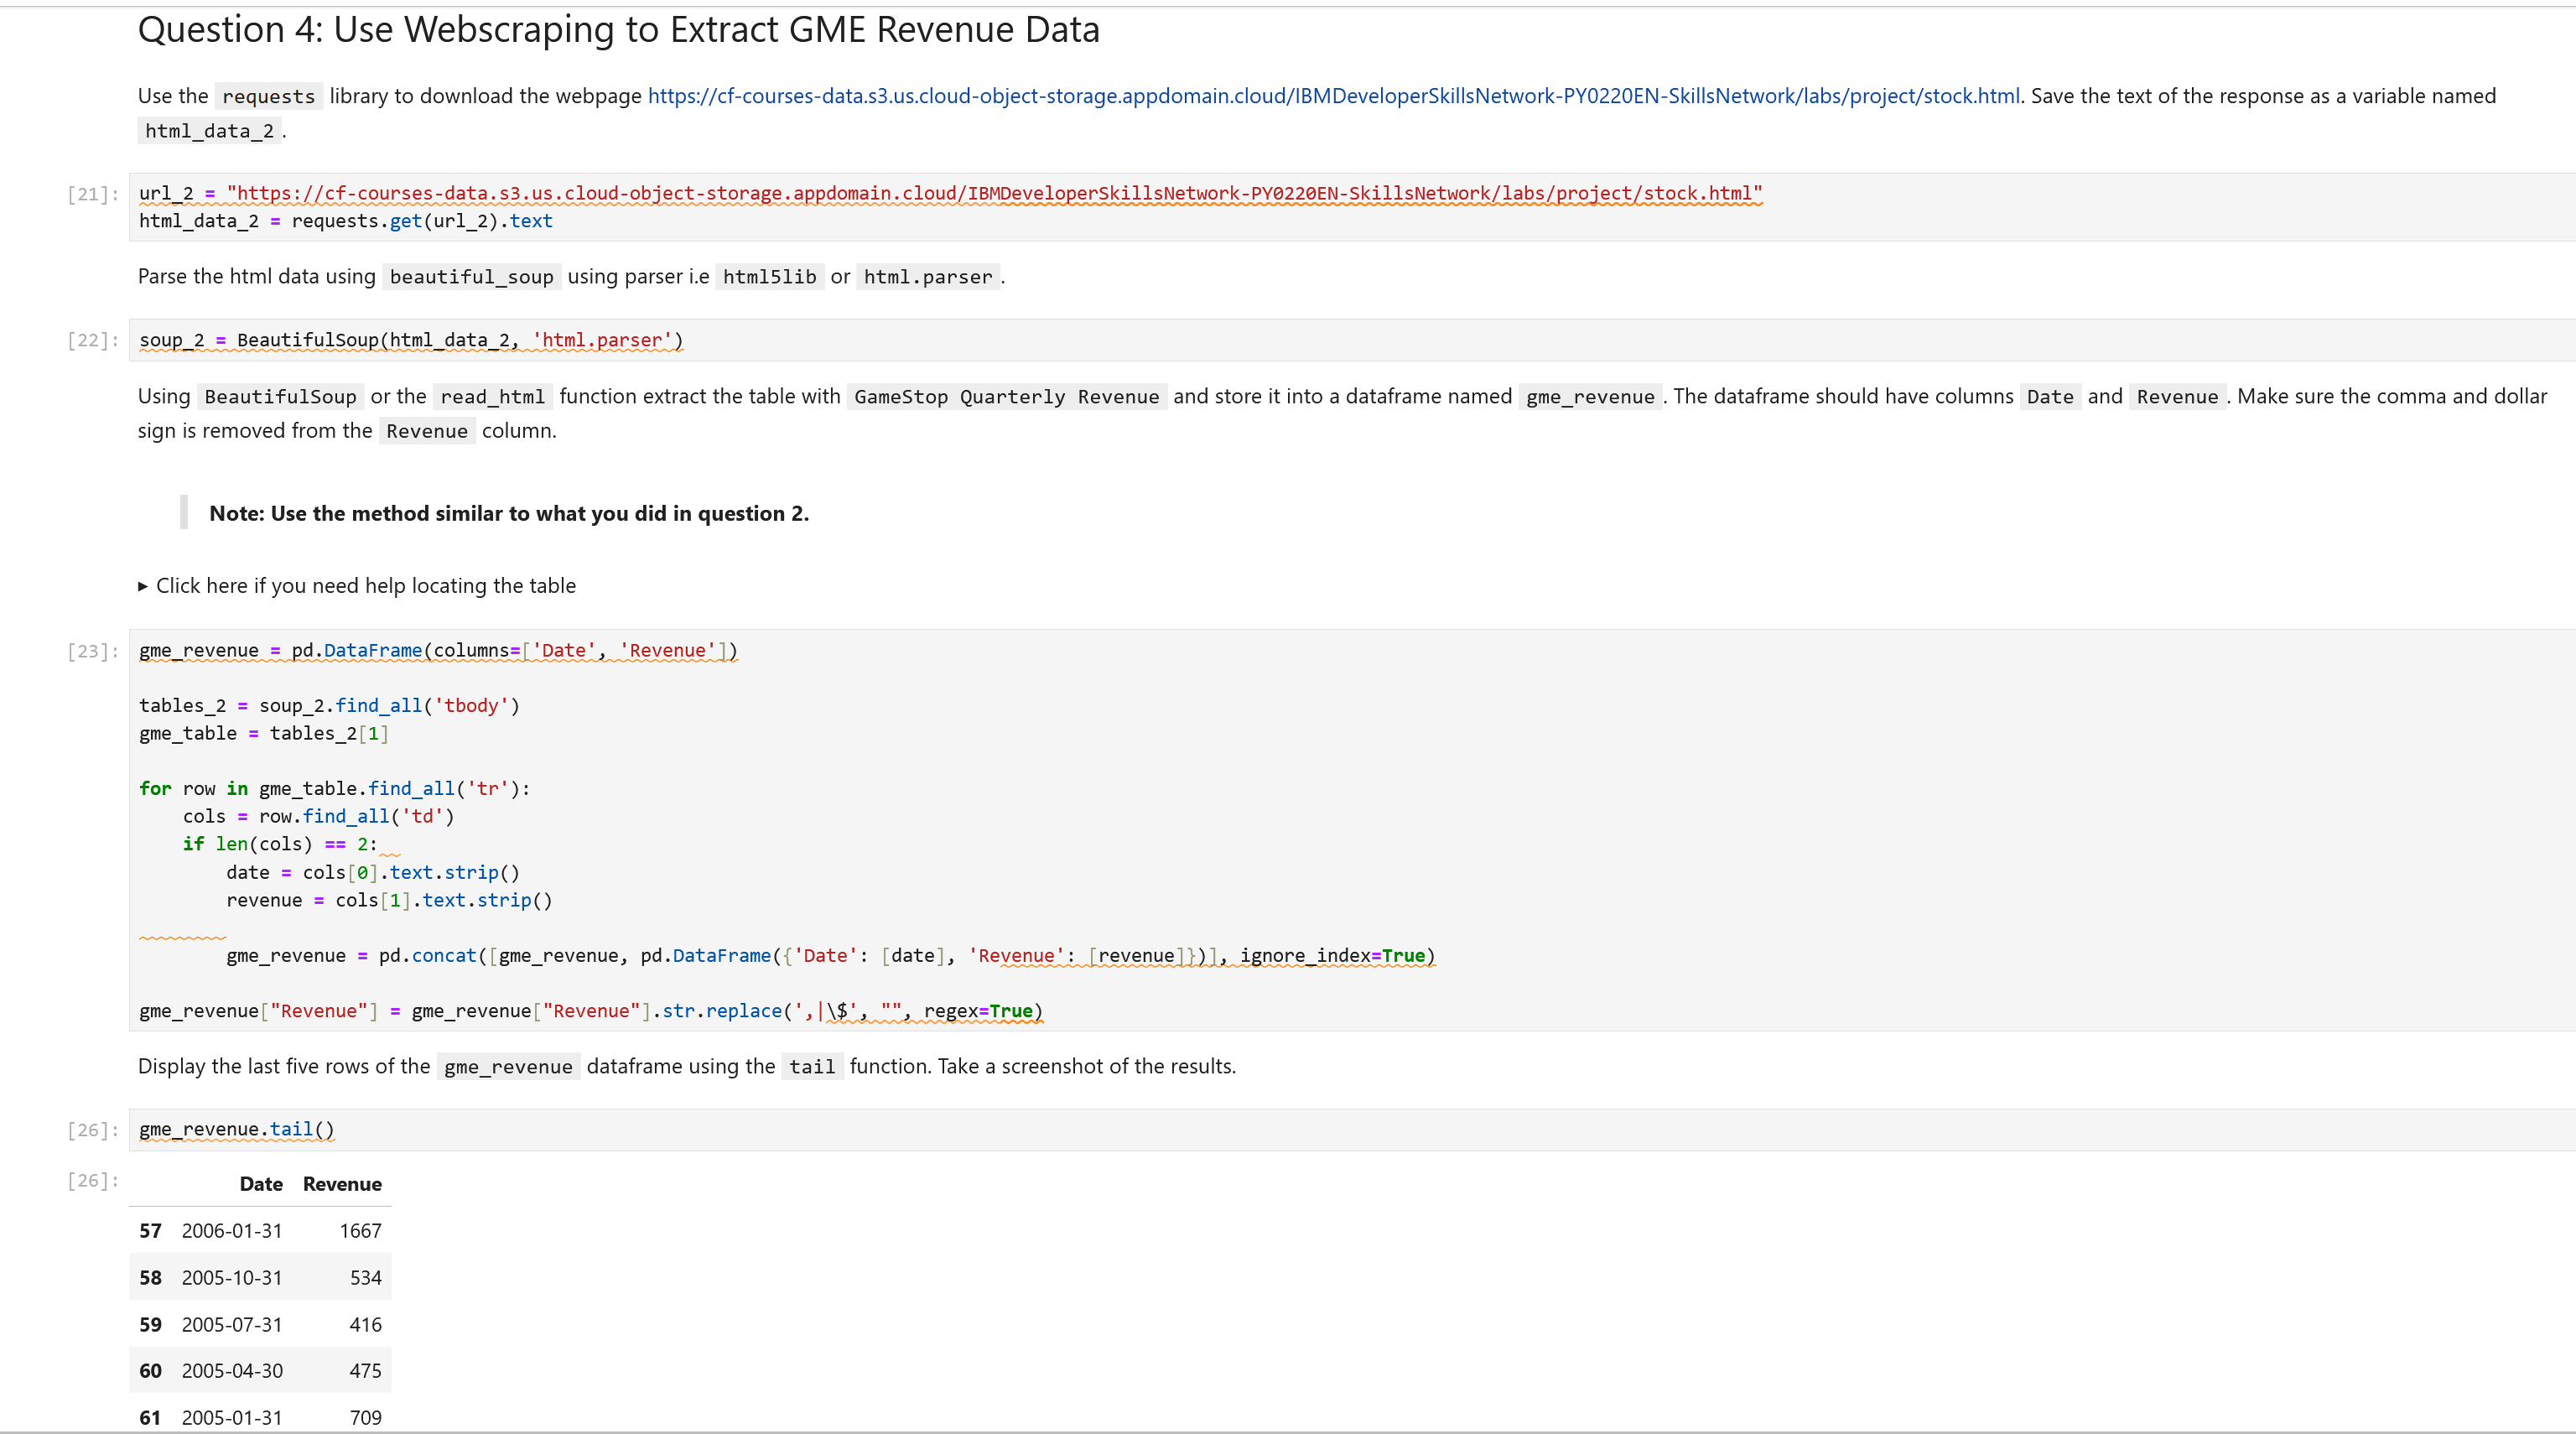 Question 4: Use Webscraping to Extract GME Revenue Data
Use the requests library to download the webpage https://cf-courses-data.s3.us.cloud-object-storage.appdomain.cloud/IBMDeveloperSkillsNetwork-PY0220EN-SkillsNetwork/labs/project/stock.html. Save the text of the response as a variable named
html_data_2 .
[21]: url_2 = "https://cf-courses-data.s3.us.cloud-object-storage.appdomain.cloud/IBMDeveloperSkillsNetwork-PY0220EN-SkillsNetwork/labs/project/stock.html"
html_data_2 = requests.get(url_2).text
Parse the html data using beautiful_soup using parser i.e html5lib or html.parser .
[22]: soup_2 = BeautifulSoup(html_data_2, 'html.parser')
Using BeautifulSoup or the read_html function extract the table with GameStop Quarterly Revenue and store it into a dataframe named gme_revenue . The dataframe should have columns Date and Revenue . Make sure the comma and dollar
sign is removed from the Revenue column.
Note: Use the method similar to what you did in question 2.
▸ Click here if you need help locating the table
[23]: gme_revenue = pd.DataFrame(columns=['Date', 'Revenue'])
tables_2 = soup_2.find_all('tbody')
gme_table = tables_2[1]
for row in gme_table.find_all('tr'):
    cols = row.find_all('td')
    if len(cols) == 2:
        date = cols[0].text.strip()
        revenue = cols[1].text.strip()
        gme_revenue = pd.concat([gme_revenue, pd.DataFrame({'Date': [date], 'Revenue': [revenue]})], ignore_index=True)
gme_revenue["Revenue"] = gme_revenue["Revenue"].str.replace(',|\$', "", regex=True)
Display the last five rows of the gme_revenue dataframe using the tail function. Take a screenshot of the results.
[26]: gme_revenue.tail()
[26]: Date Revenue
57 2006-01-31 1667
58 2005-10-31 534
59 2005-07-31 416
60 2005-04-30 475
61 2005-01-31 709